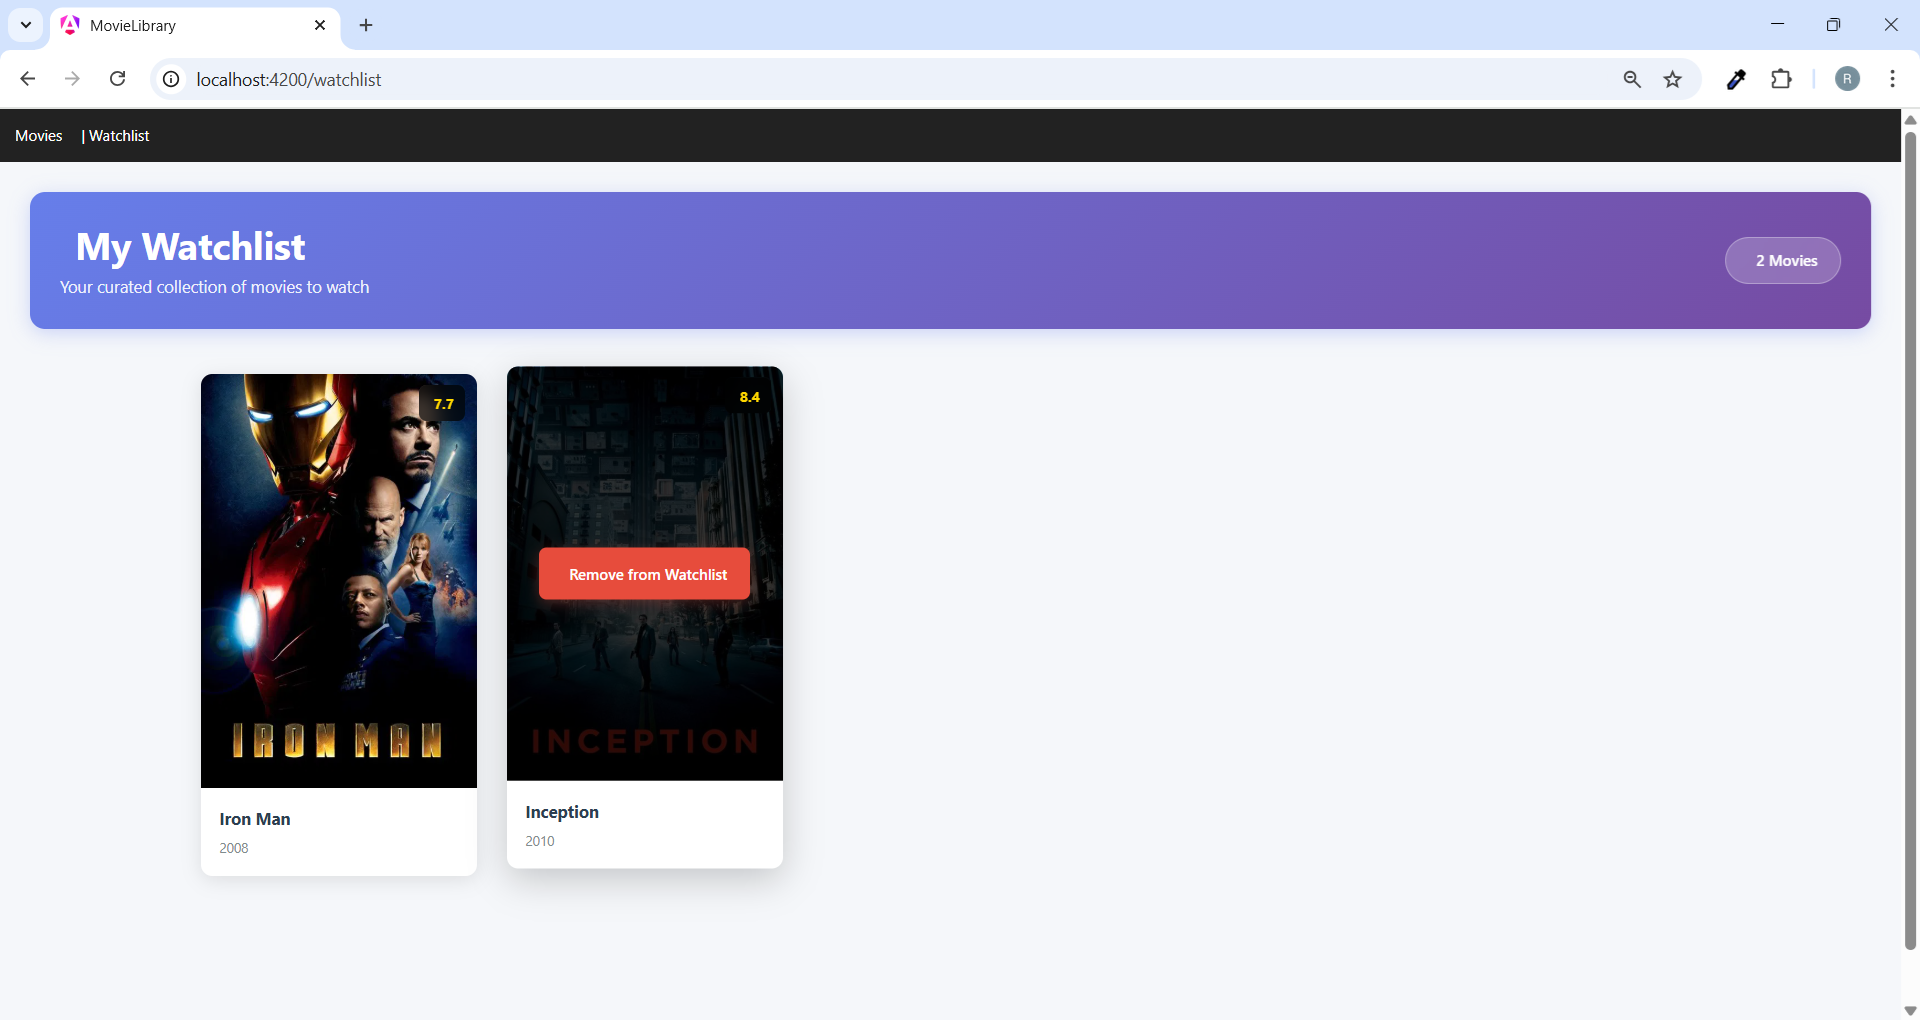 MovieLibrary
localhost:4200/watchlist
R
Movies | Watchlist
My Watchlist
Your curated collection of movies to watch
2 Movies
7.7
IRON MAN
Iron Man
2008
8.4
Remove from Watchlist
INCEPTION
Inception
2010